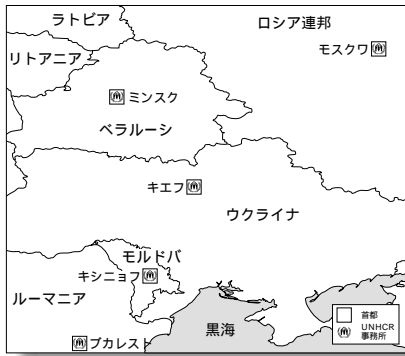 ラトビア
ロシア連邦
モスクワ
リトアニア
ミンスク
ベラルーシ
キエフ
ウクライナ
モルドバ
キシニョフ
ルーマニア
黒海
ブカレス
首都
UNHCR
事務所